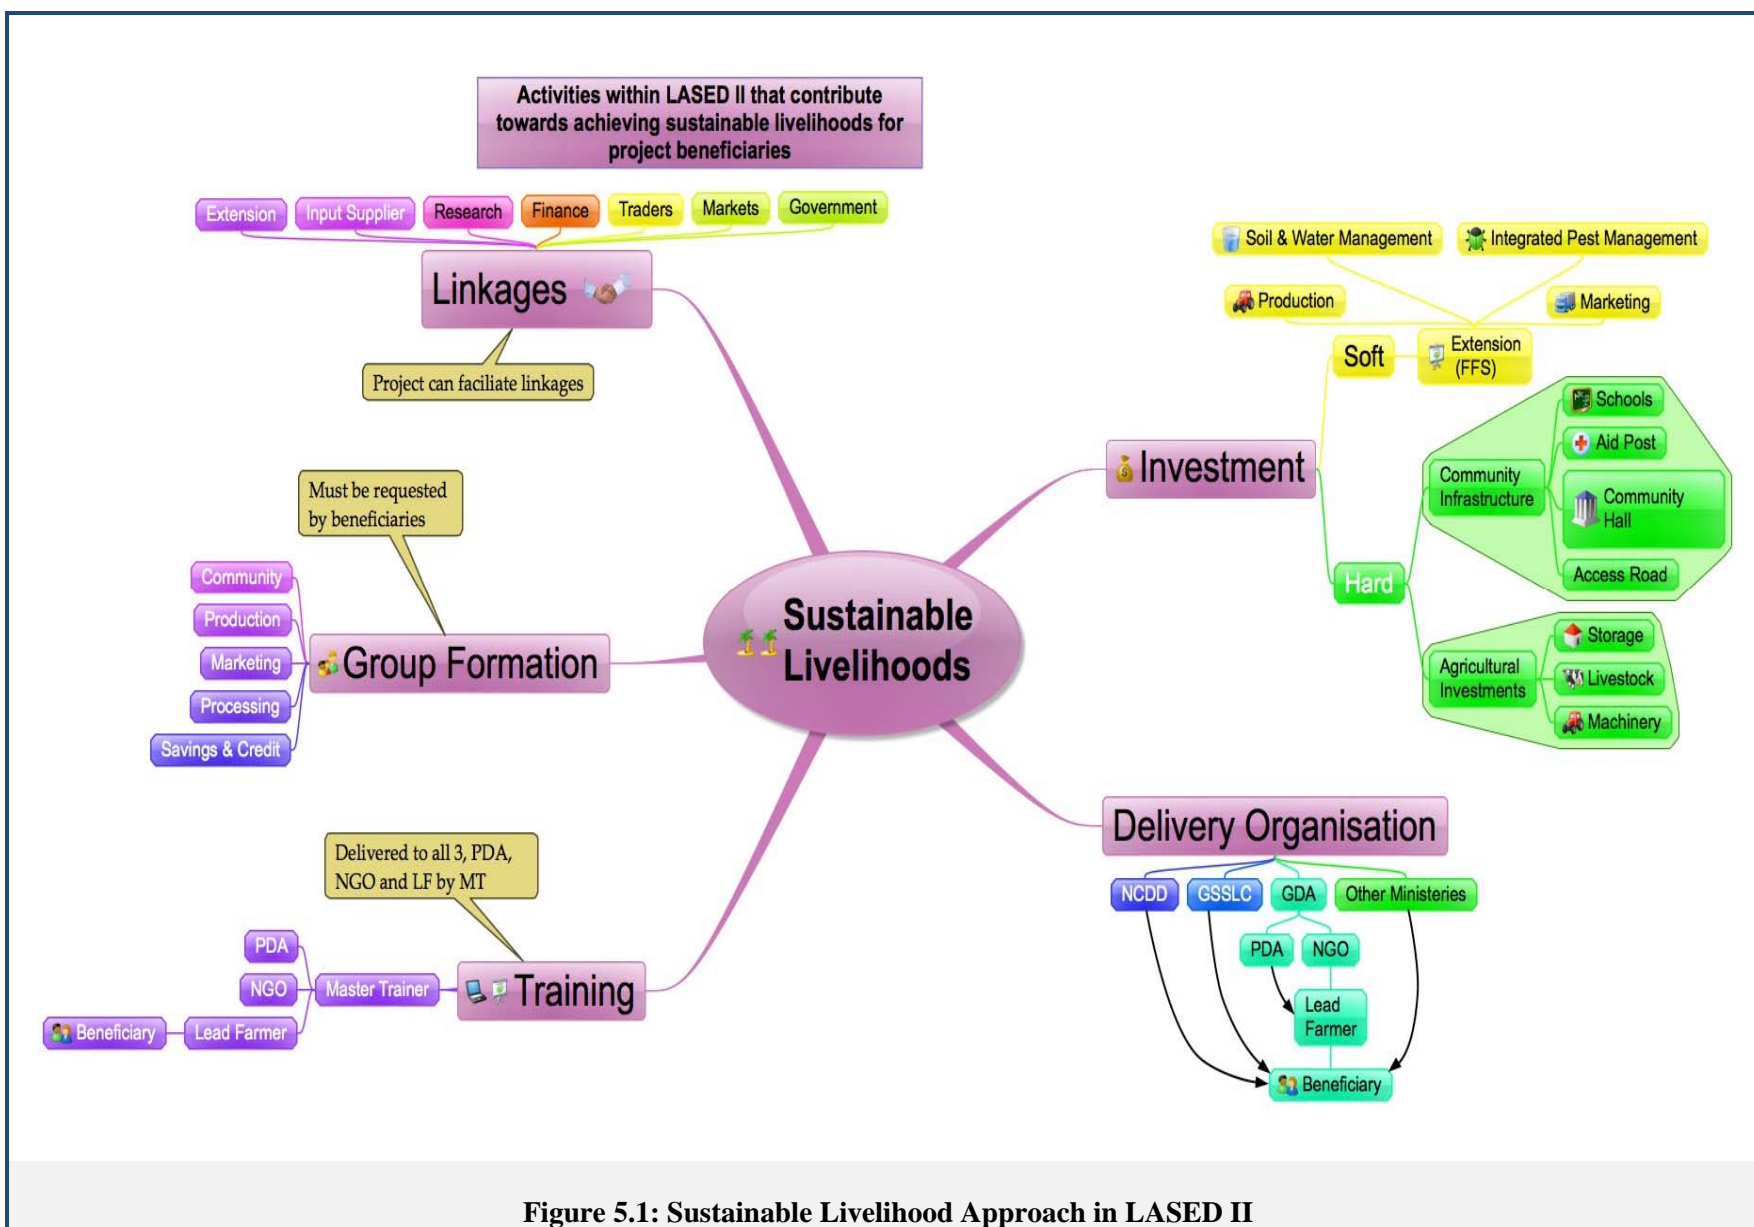 Activities within LASED II that contribute
towards achieving sustainable livelihoods for
project beneficiaries
Extension
Input Supplier
Research
Finance
Traders
Markets
Government
Linkages
Project can faciliate linkages
Must be requested
by beneficiaries
Community
Production
Marketing
Processing
Savings & Credit
Group Formation
Delivered to all 3, PDA,
NGO and LF by MT
PDA
NGO
Beneficiary
Lead Farmer
Master Trainer
Training
Sustainable
Livelihoods
Soil & Water Management
Integrated Pest Management
Production
Marketing
Soft
Extension
(FFS)
Investment
Hard
Community
Infrastructure
Schools
Aid Post
Community
Hall
Access Road
Agricultural
Investments
Storage
Livestock
Machinery
Delivery Organisation
NCDD
GSSLC
GDA
Other Ministeries
PDA
NGO
Lead
Farmer
Beneficiary
Figure 5.1: Sustainable Livelihood Approach in LASED II